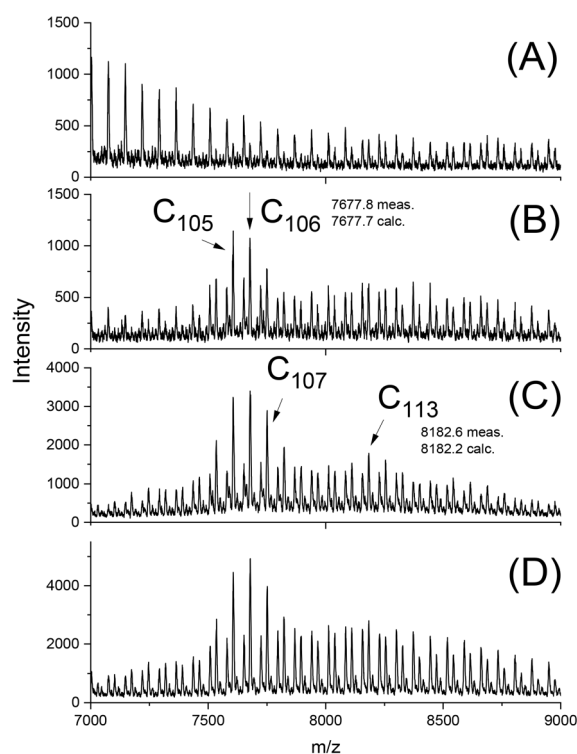 1500
1000
500
0
(A)
1500
1000
500
0
C105
C106
7677.8 meas.
7677.7 calc.
(B)
Intensity
4000
3000
2000
1000
0
C107
C113
8182.6 meas.
8182.2 calc.
(C)
4000
2000
0
(D)
7000 7500 8000 8500 9000
m/z